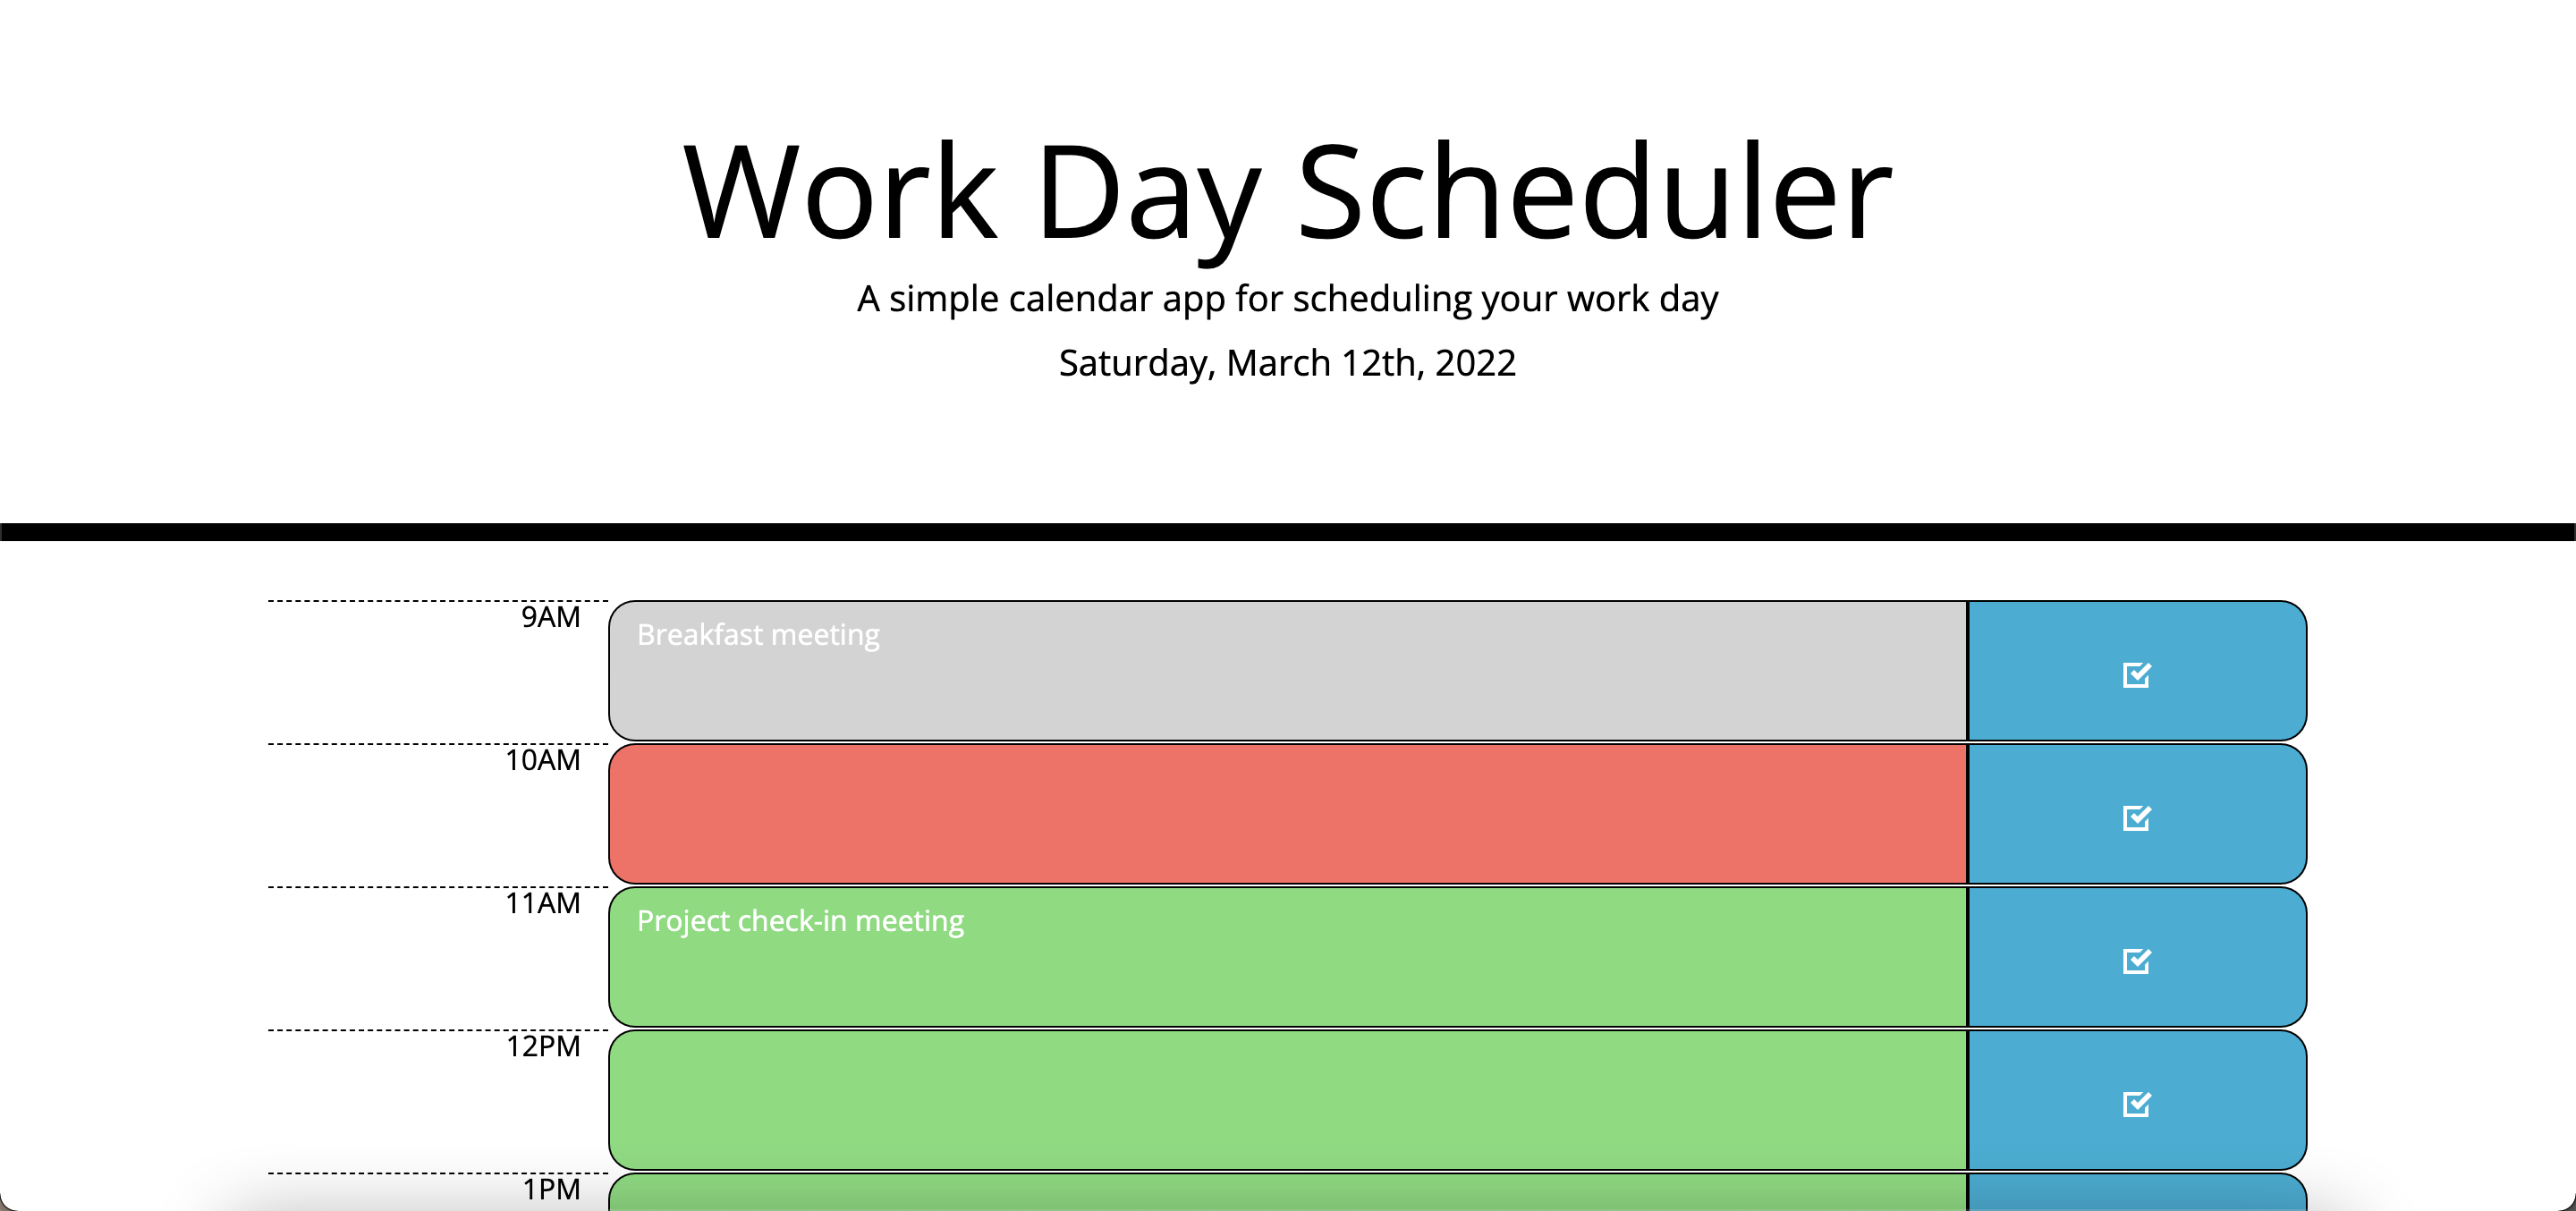 Work Day Scheduler
A simple calendar app for scheduling your work day
Saturday, March 12th, 2022
9AM
Breakfast meeting
10AM
11AM
Project check-in meeting
12PM
1PM